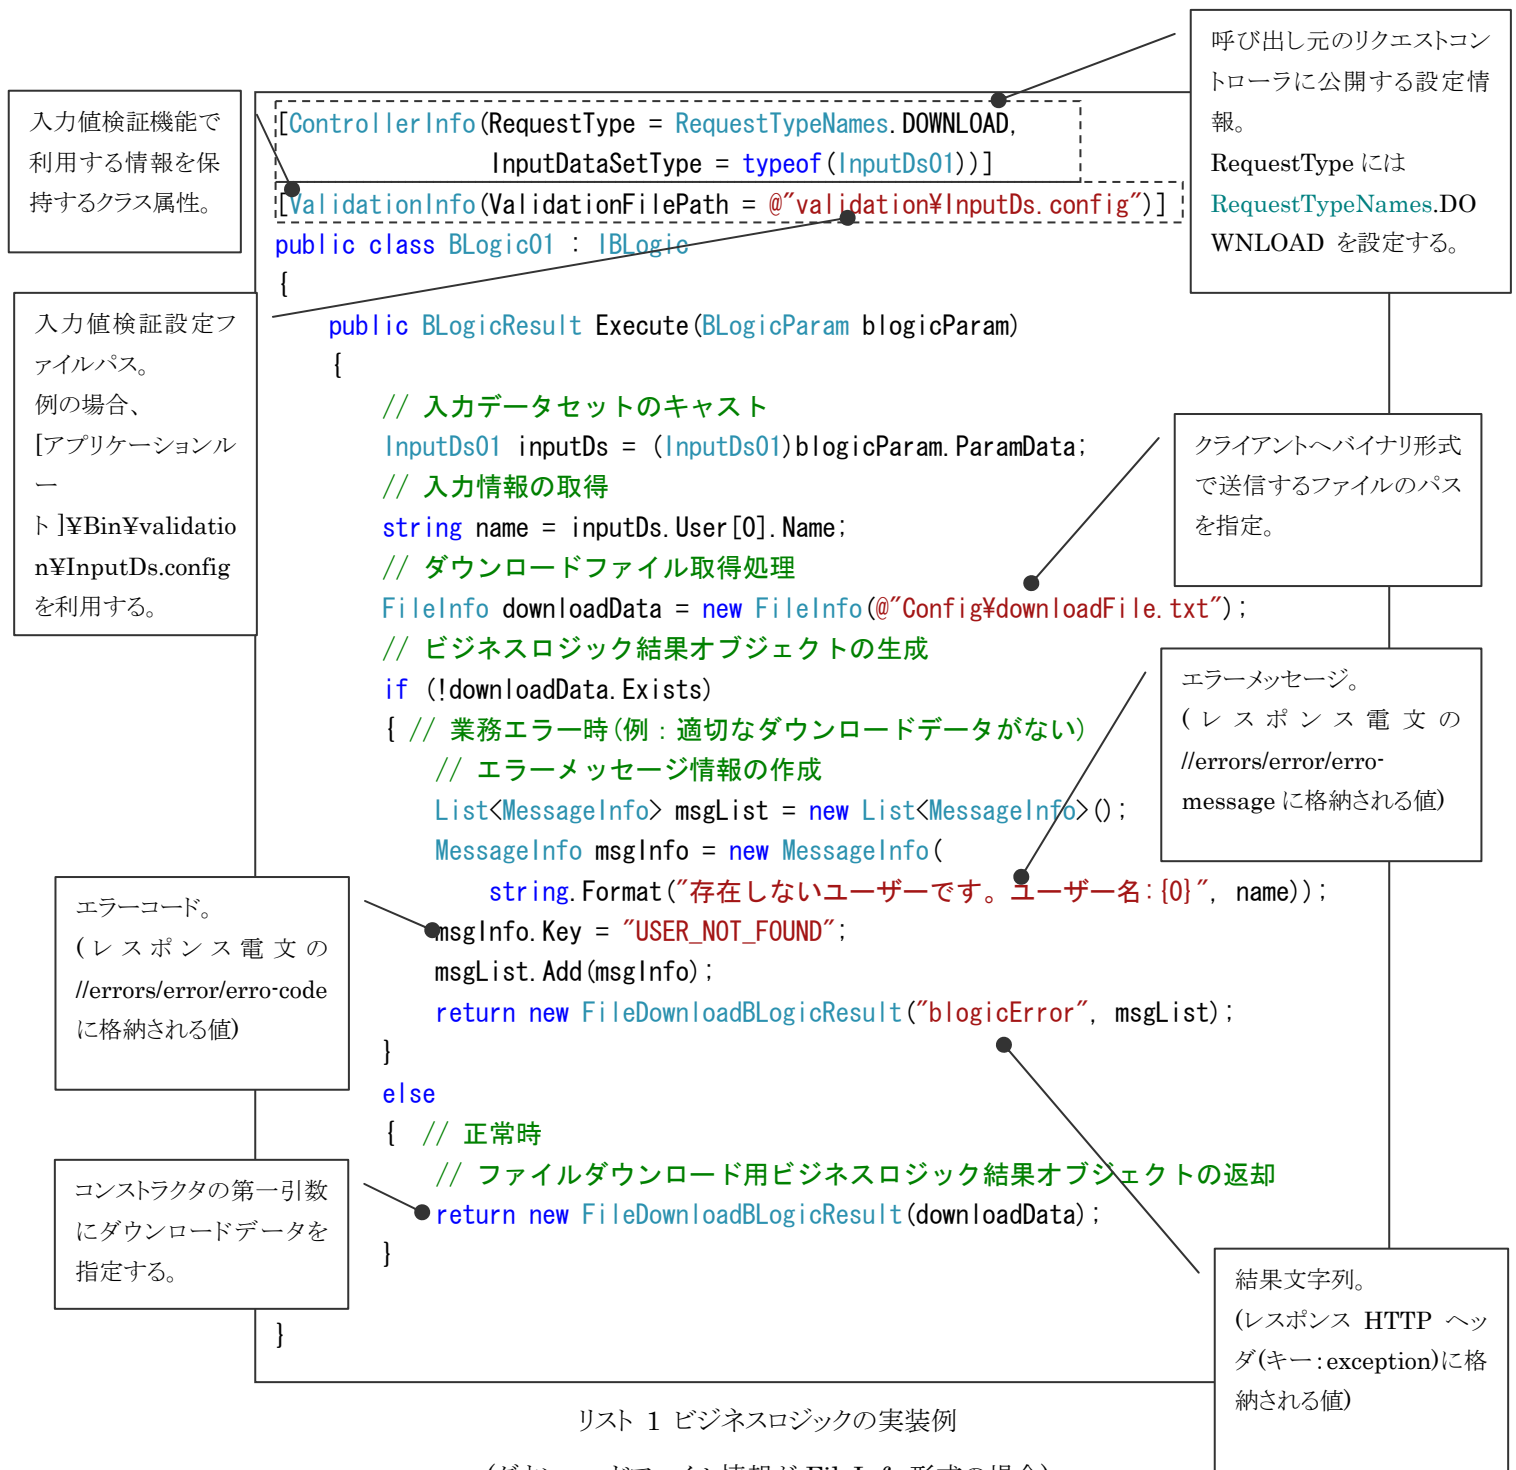 呼び出し元のリクエストコン
トローラに公開する設定情
報。
RequestType には
RequestTypeNames.DO
WNLOAD を設定する。
入力値検証機能で
利用する情報を保
持するクラス属性。
[ControllerInfo(RequestType = RequestTypeNames.DOWNLOAD,
InputDataSetType = typeof(InputDs01))]
[ValidationInfo(ValidationFilePath = @"validation¥InputDs.config")]
public class BLogic01 : IBLogic
{
入力値検証設定フ
ァイルパス。
例の場合、
[アプリケーションル
ー
ト]¥Bin¥validatio
n¥InputDs.config
を利用する。
public BLogicResult Execute(BLogicParam blogicParam)
{
// 入力データセットのキャスト
InputDs01 inputDs = (InputDs01)blogicParam.ParamData;
// 入力情報の取得
string name = inputDs.User[0].Name;
// ダウンロードファイル取得処理
FileInfo downloadData = new FileInfo(@"Config¥downloadFile.txt");
クライアントへバイナリ形式
で送信するファイルのパス
を指定。
// ビジネスロジック結果オブジェクトの生成
if (!downloadData.Exists)
{ // 業務エラー時(例：適切なダウンロードデータがない)
// エラーメッセージ情報の作成
List<MessageInfo> msgList = new List<MessageInfo>();
MessageInfo msgInfo = new MessageInfo(
string.Format("存在しないユーザーです。ユーザー名:{0}", name));
エラーメッセージ。
(レスポンス電文の
//errors/error/erro-
message に格納される値)
msgInfo.Key = "USER_NOT_FOUND";
msgList.Add(msgInfo);
return new FileDownloadBLogicResult("blogicError", msgList);
エラーコード。
(レスポンス電文の
//errors/error/erro-code
に格納される値)
}
else
{ // 正常時
// ファイルダウンロード用ビジネスロジック結果オブジェクトの返却
return new FileDownloadBLogicResult(downloadData);
}
コンストラクタの第一引数
にダウンロードデータを
指定する。
}
結果文字列。
(レスポンス HTTP ヘッ
ダ(キー：exception)に格
納される値)
リスト 1 ビジネスロジックの実装例
(ダウンロードファイル情報が FileInfo 形式の場合)